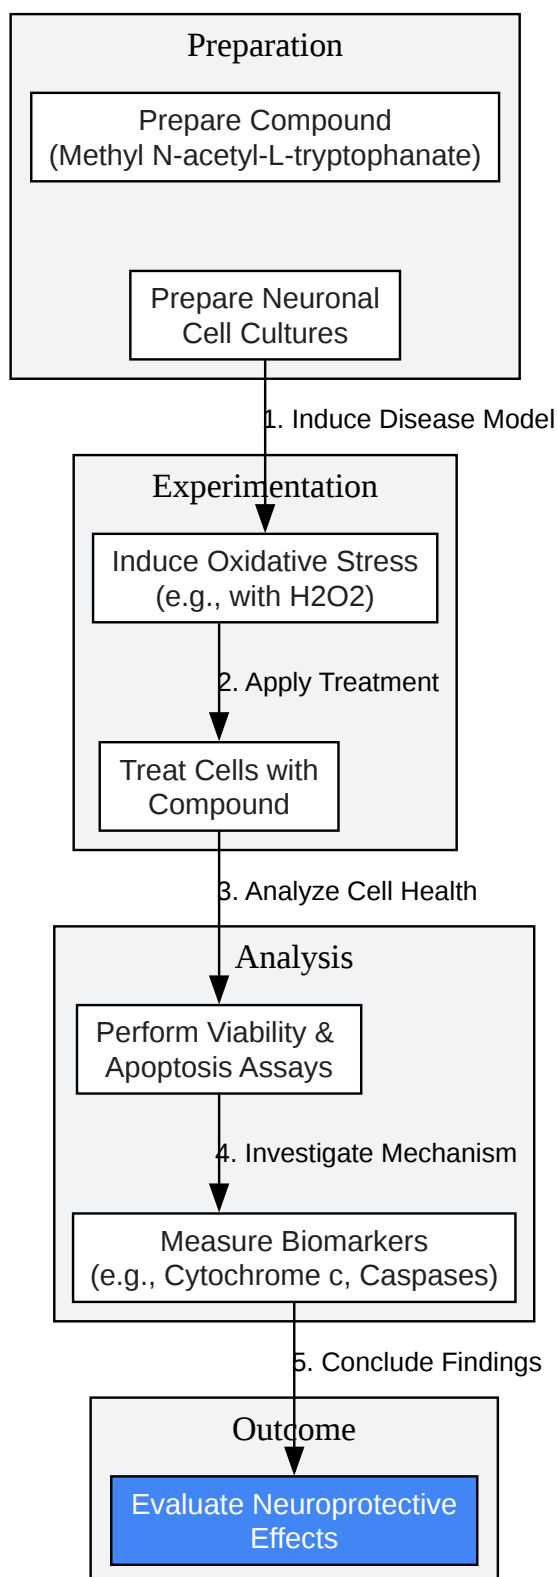 Preparation
Prepare Compound
(Methyl N-acetyl-L-tryptophanate)
Prepare Neuronal
Cell Cultures
1. Induce Disease Model
Experimentation
Induce Oxidative Stress
(e.g., with H2O2)
2. Apply Treatment
Treat Cells with
Compound
3. Analyze Cell Health
Analysis
Perform Viability &
Apoptosis Assays
4. Investigate Mechanism
Measure Biomarkers
(e.g., Cytochrome c, Caspases)
5. Conclude Findings
Outcome
Evaluate Neuroprotective
Effects